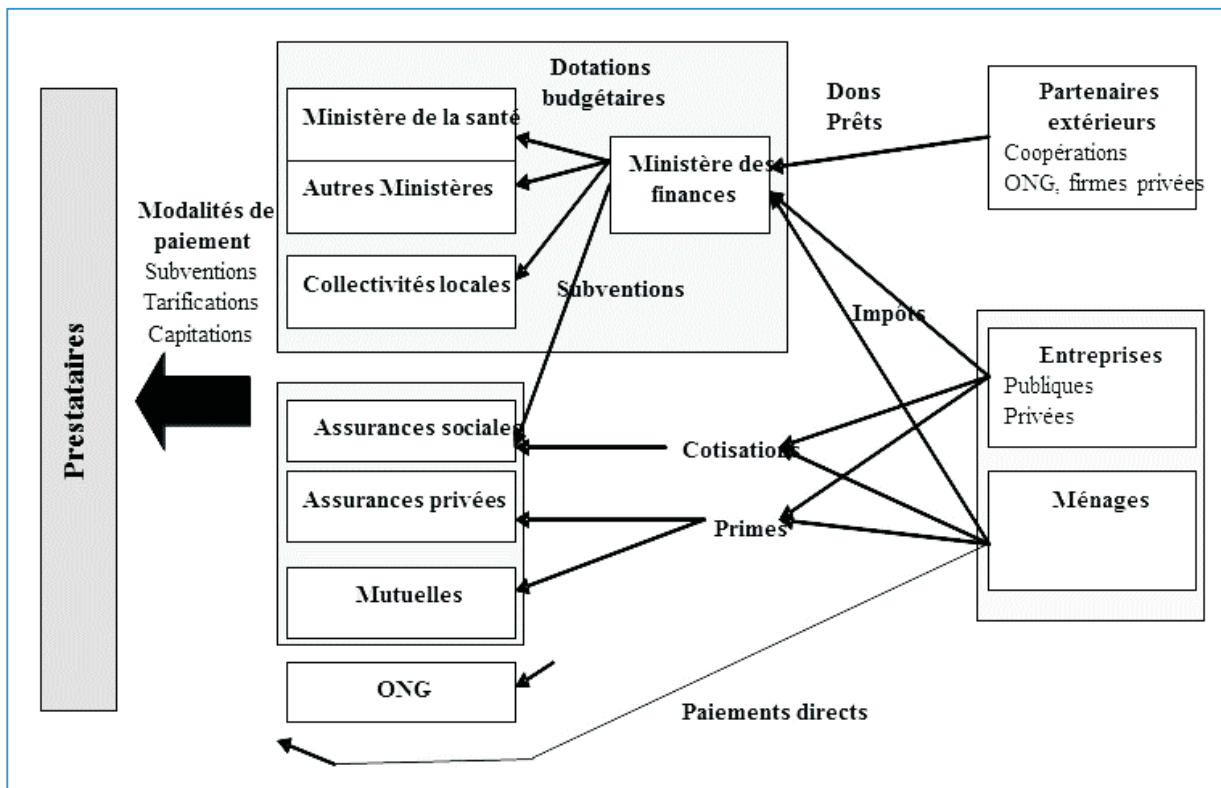 Prestataires
Modalités de
paiement
Subventions
Tarifications
Capitations
Dotations
budgétaires
Ministère de la santé
Autres Ministères
Collectivités locales
Ministère des
finances
Subventions
Assurances sociales
Assurances privées
Mutuelles
ONG
Dons
Prêts
Impôts
Cotisations
Primes
Paiements directs
Partenaires
extérieurs
Coopérations
ONG, firmes privées
Entreprises
Publiques
Privées
Ménages